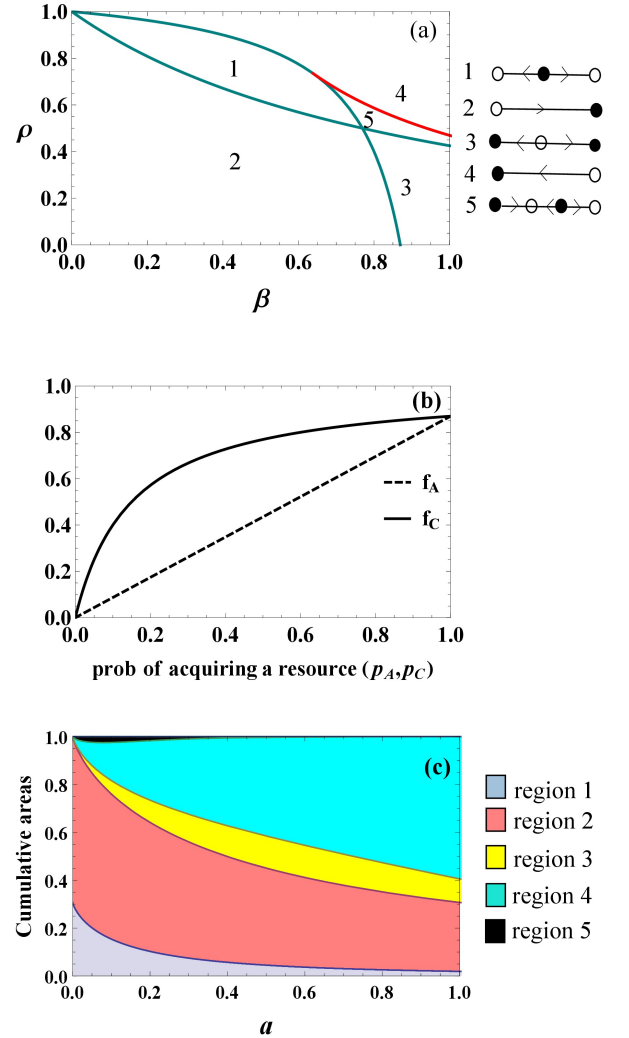 (a)
1.0
0.8
0.6
0.4
0.2
0.0
ρ
1
4
5
2
3
0.0 0.2 0.4 0.6 0.8 1.0
β
1
2
3
4
5
(b)
1.0
0.8
0.6
0.4
0.2
0.0
f_A
f_C
0.0 0.2 0.4 0.6 0.8 1.0
prob of acquiring a resource (p_A,p_C)
(c)
1.0
0.8
0.6
0.4
0.2
0.0
Cumulative areas
0.0 0.2 0.4 0.6 0.8 1.0
a
region 1
region 2
region 3
region 4
region 5